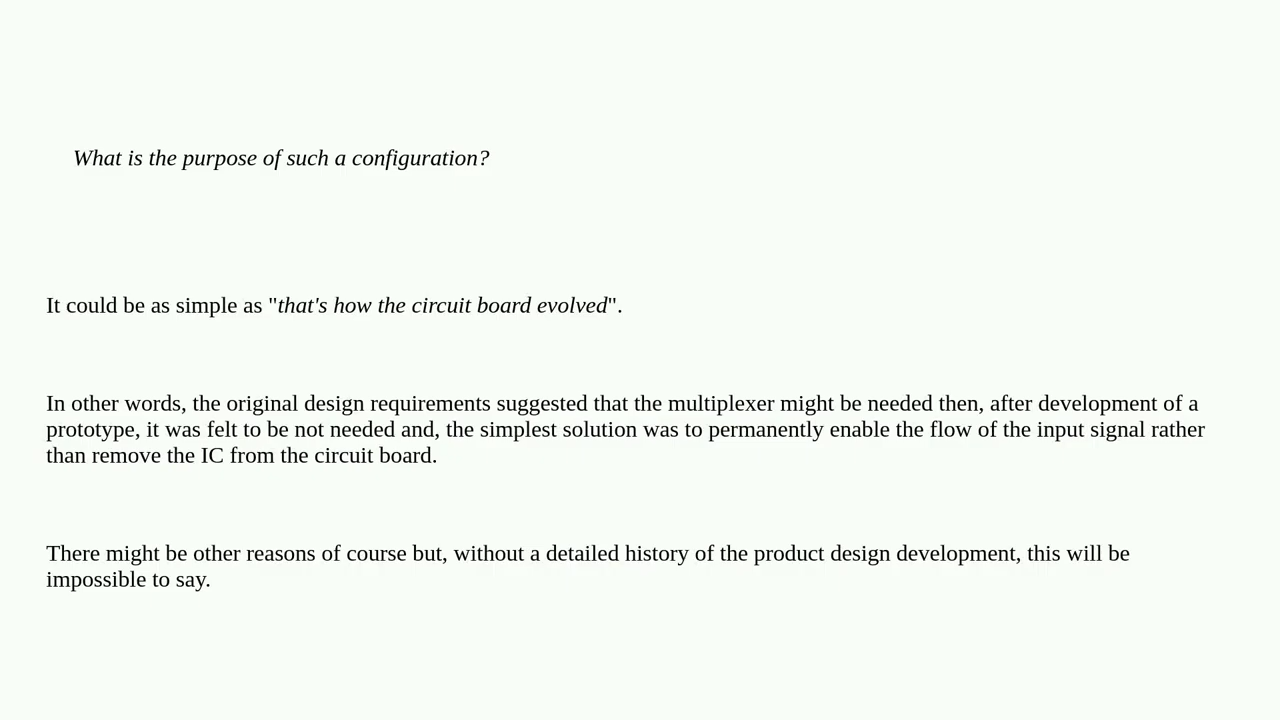 What is the purpose of such a configuration?
It could be as simple as "that's how the circuit board evolved".
In other words, the original design requirements suggested that the multiplexer might be needed then, after development of a
prototype, it was felt to be not needed and, the simplest solution was to permanently enable the flow of the input signal rather
than remove the IC from the circuit board.
There might be other reasons of course but, without a detailed history of the product design development, this will be
impossible to say.